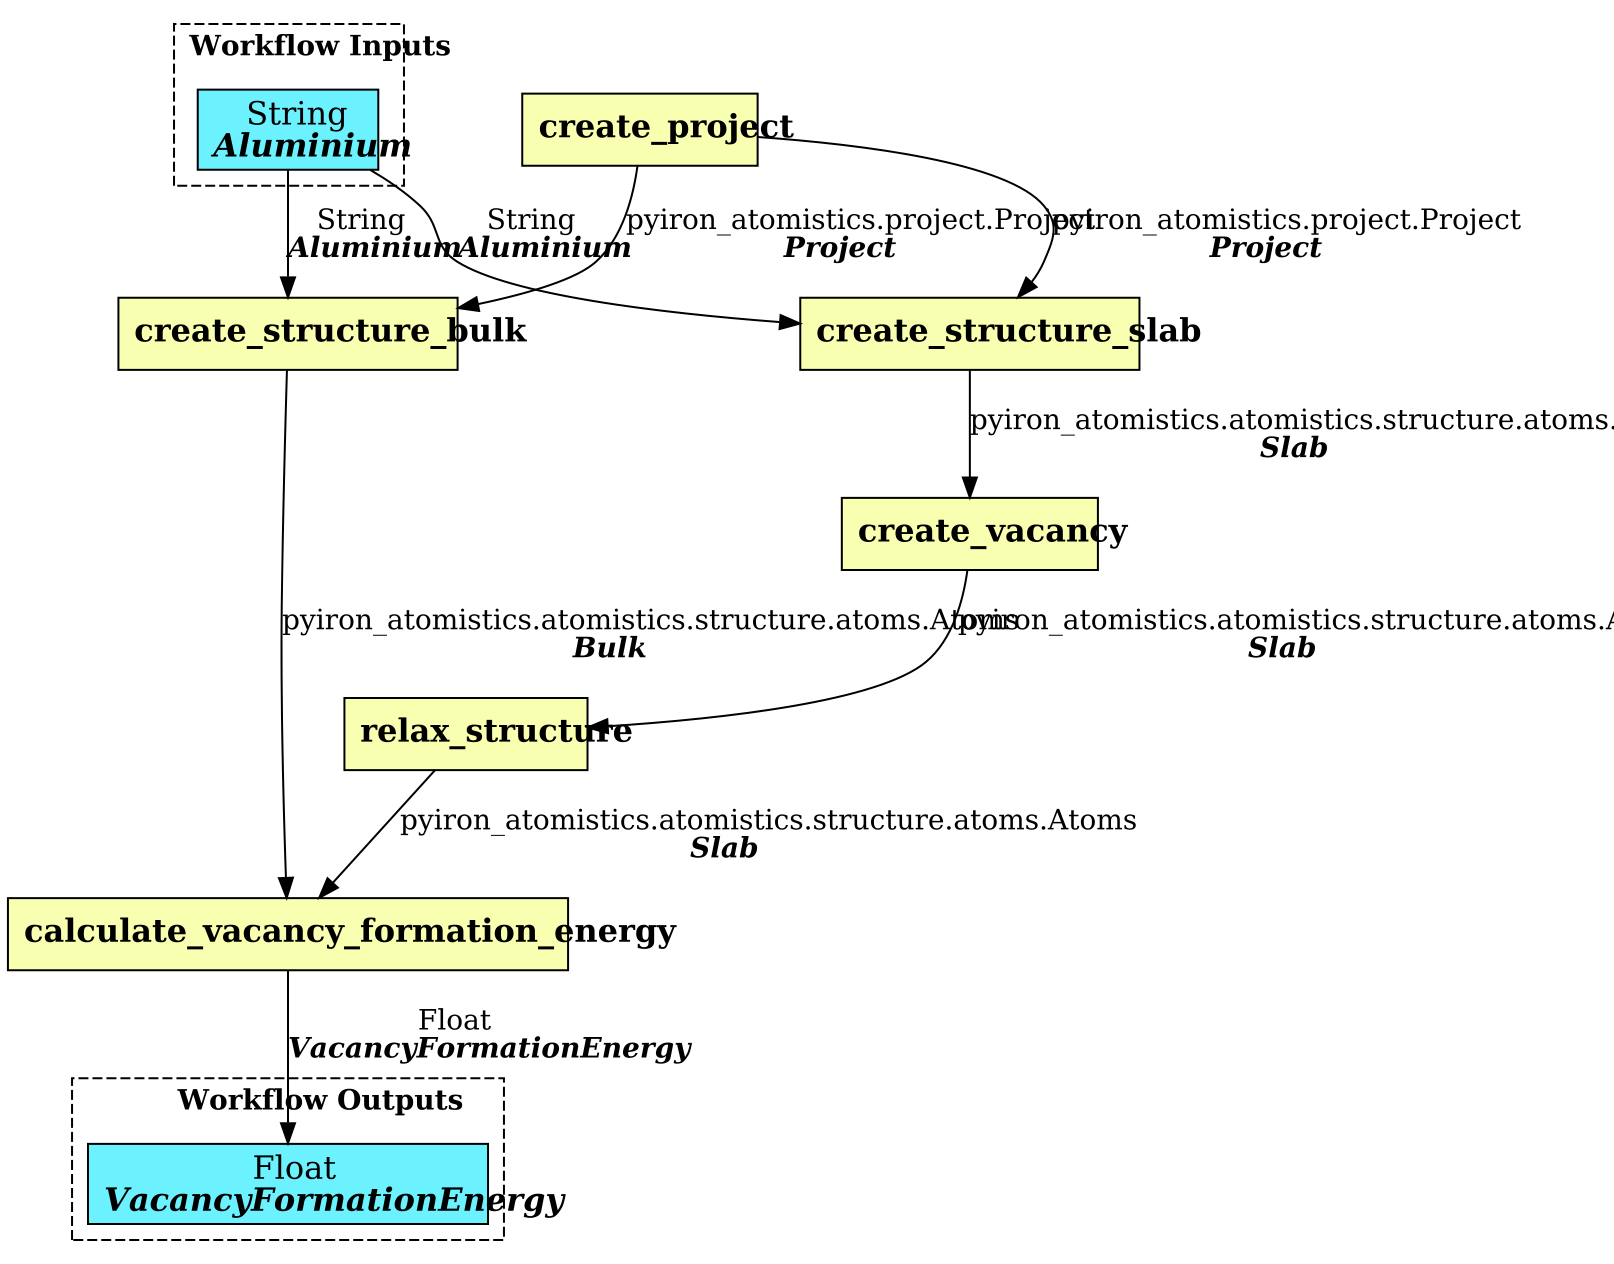 Workflow Inputs
String
Aluminium
create_project
String
Aluminium
String
Aluminium
pyiron_atomistics.project.Project
Project
pyiron_atomistics.project.Project
Project
create_structure_bulk
create_structure_slab
pyiron_atomistics.atomistics.structure.atoms.
Slab
create_vacancy
pyiron_atomistics.atomistics.structure.atoms.Atoms
Bulk
pyiron_atomistics.atomistics.structure.atoms.A
Slab
relax_structure
pyiron_atomistics.atomistics.structure.atoms.Atoms
Slab
calculate_vacancy_formation_energy
Float
VacancyFormationEnergy
Workflow Outputs
Float
VacancyFormationEnergy